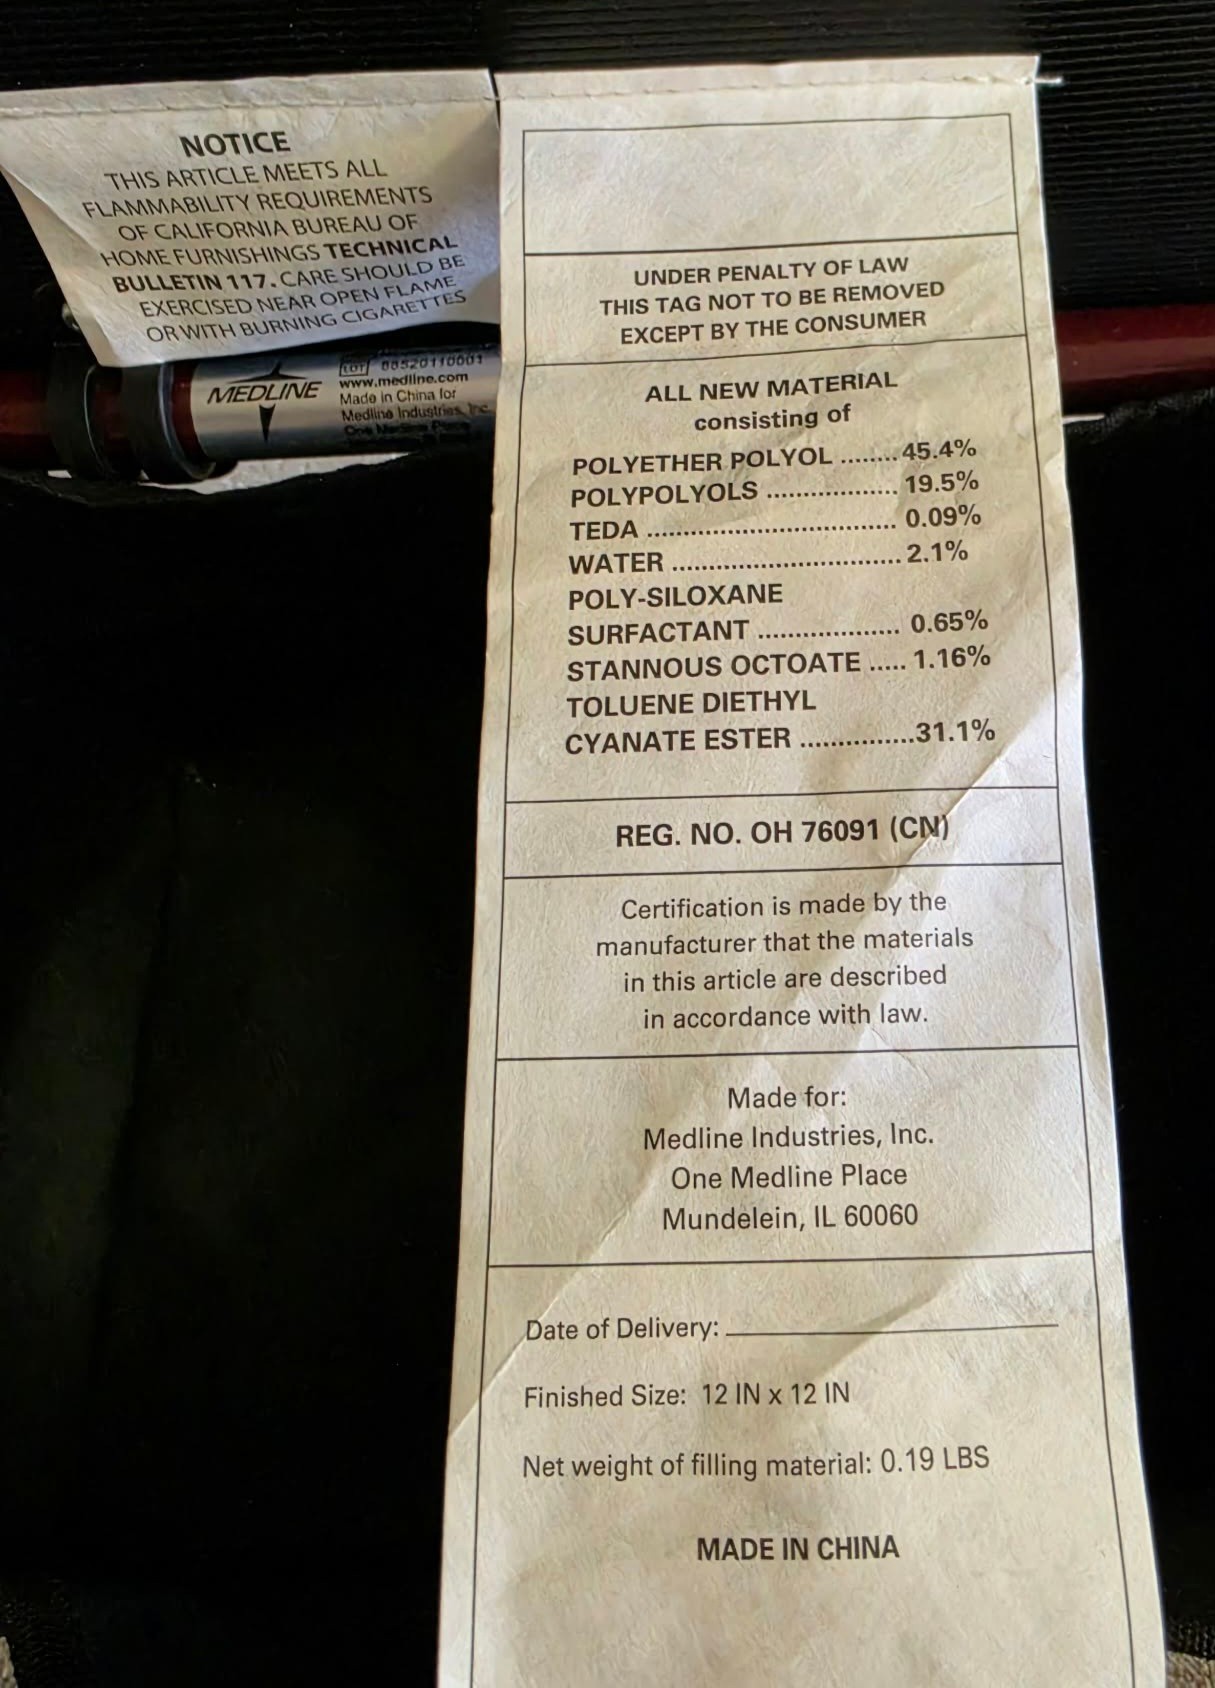 NOTICE
THIS ARTICLE MEETS ALL
FLAMMABILITY REQUIREMENTS
OF CALIFORNIA BUREAU OF
HOME FURNISHINGS TECHNICAL
BULLETIN 117. CARE SHOULD BE
EXERCISED NEAR OPEN FLAME
OR WITH BURNING CIGARETTES
MEDLINE
LOT 88520110001
www.medline.com
Made in China for
Medline Industries, Inc.
One Medline Place
UNDER PENALTY OF LAW
THIS TAG NOT TO BE REMOVED
EXCEPT BY THE CONSUMER
ALL NEW MATERIAL
consisting of
POLYETHER POLYOL ........45.4%
POLYPOLYOLS .................. 19.5%
TEDA .................................. 0.09%
WATER ............................... 2.1%
POLY-SILOXANE
SURFACTANT ................... 0.65%
STANNOUS OCTOATE ..... 1.16%
TOLUENE DIETHYL
CYANATE ESTER ...............31.1%
REG. NO. OH 76091 (CN)
Certification is made by the
manufacturer that the materials
in this article are described
in accordance with law.
Made for:
Medline Industries, Inc.
One Medline Place
Mundelein, IL 60060
Date of Delivery:
Finished Size: 12 IN x 12 IN
Net weight of filling material: 0.19 LBS
MADE IN CHINA